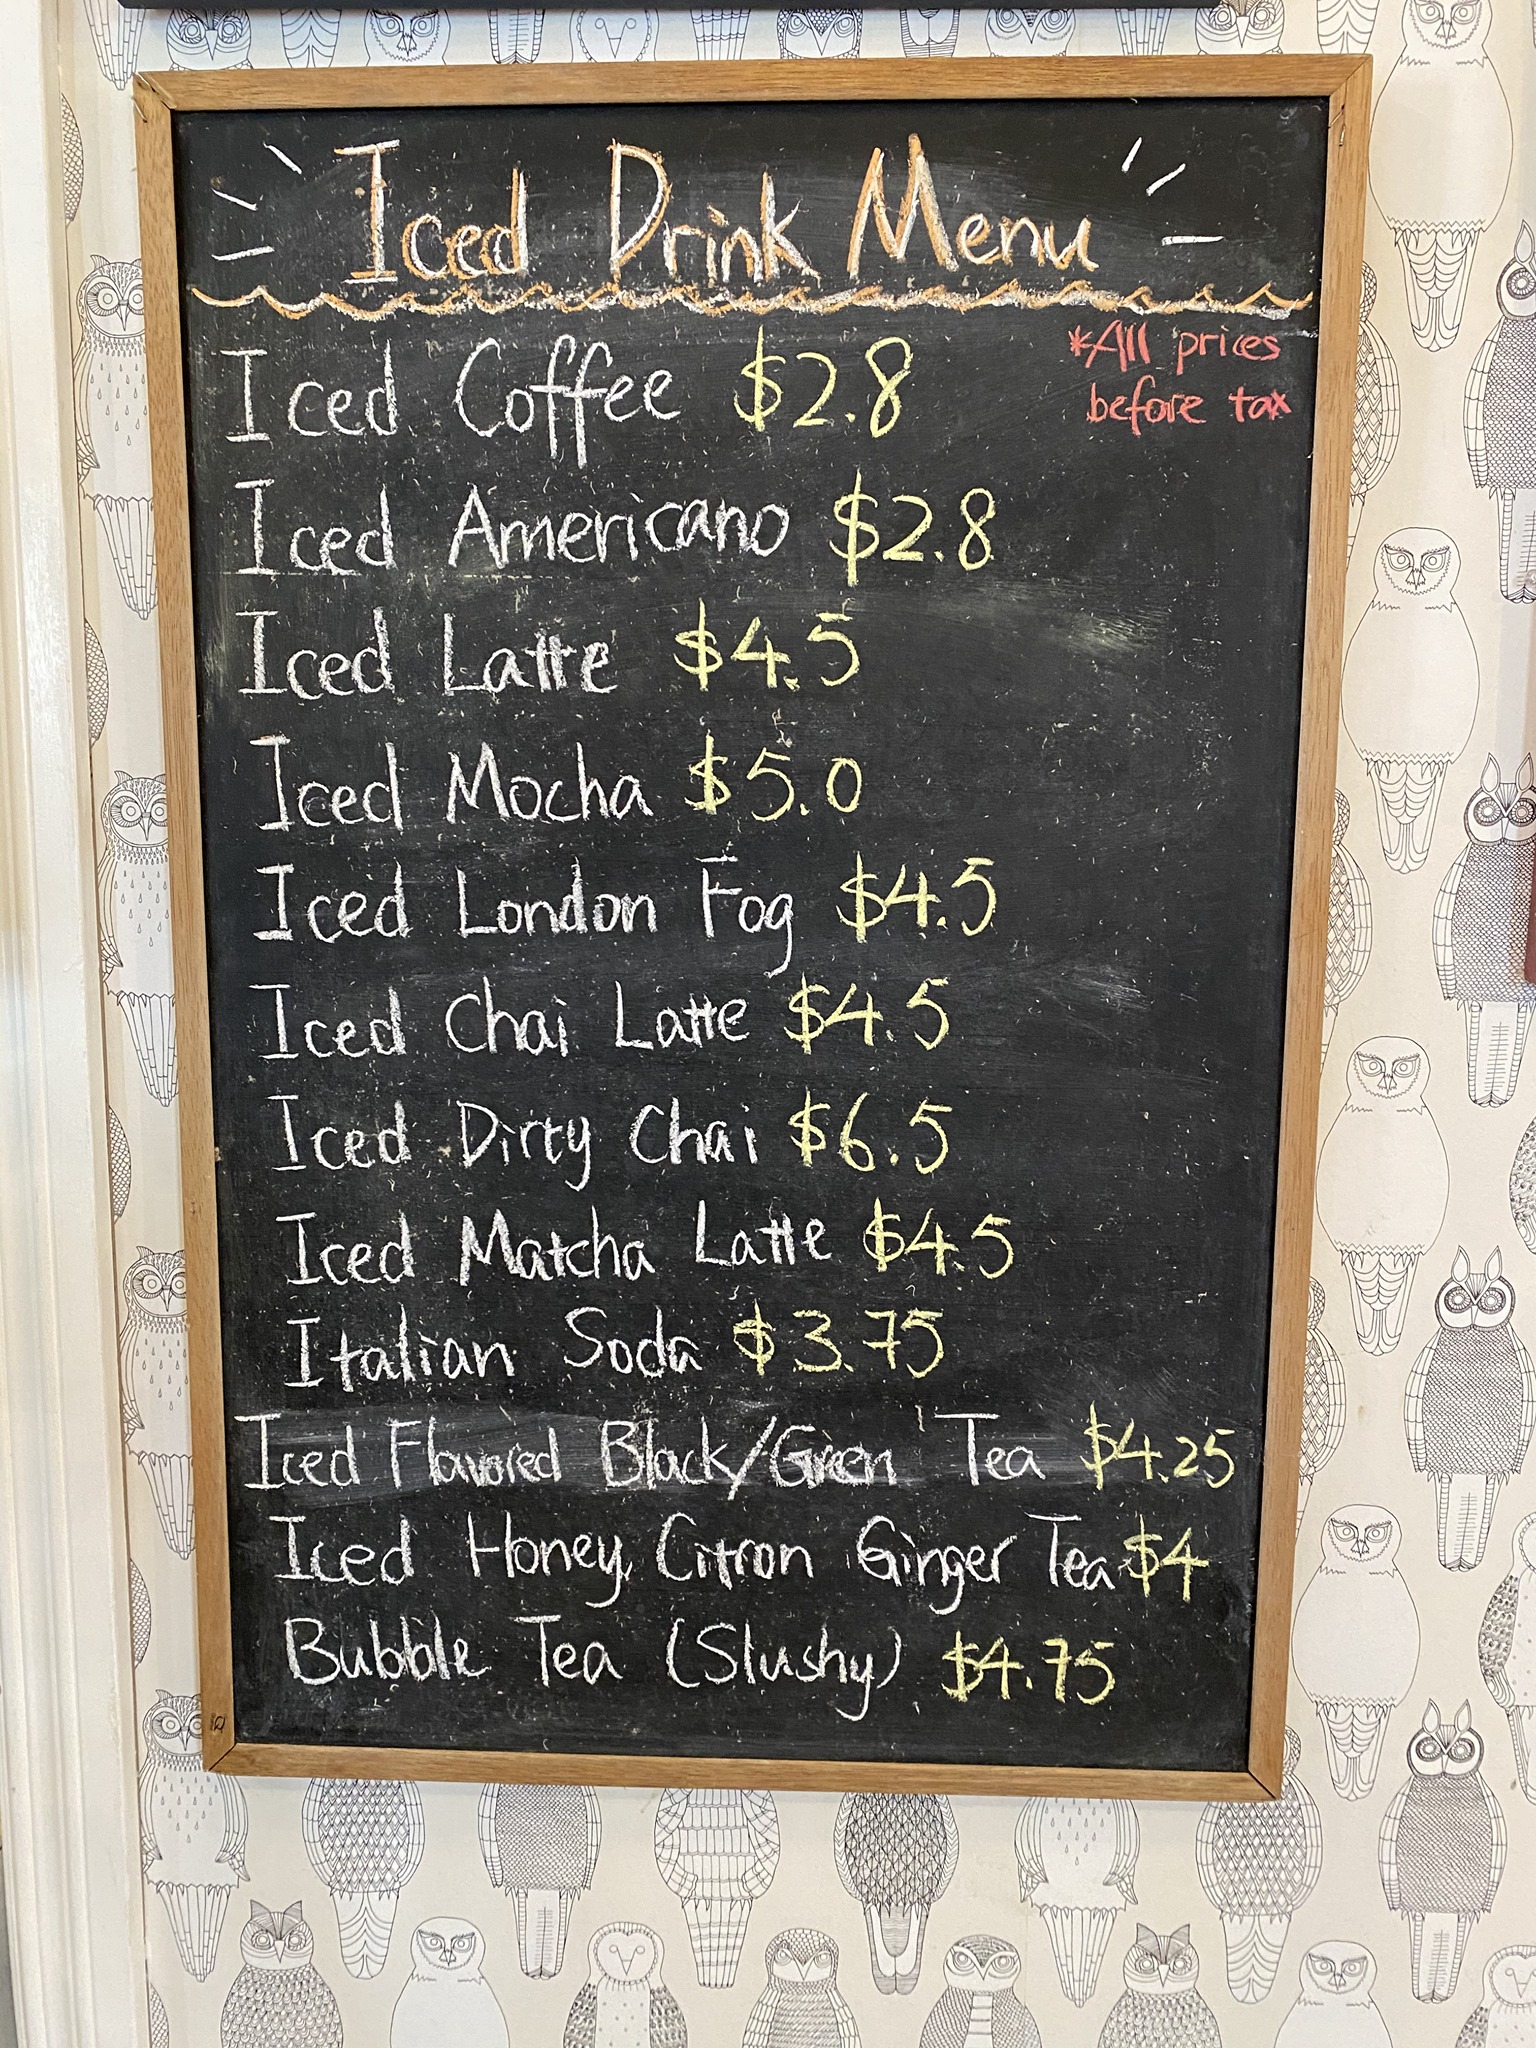 Iced Drink Menu
*All prices
before tax
Iced Coffee $2.8
Iced Americano $2.8
Iced Latte $4.5
Iced Mocha $5.0
Iced London Fog $4.5
Iced Chai Latte $4.5
Iced Dirty Chai $6.5
Iced Matcha Latte $4.5
Italian Soda $3.75
Iced Flavored Black/Green Tea $4.25
Iced Honey Citron Ginger Tea $4
Bubble Tea (Slushy) $4.75